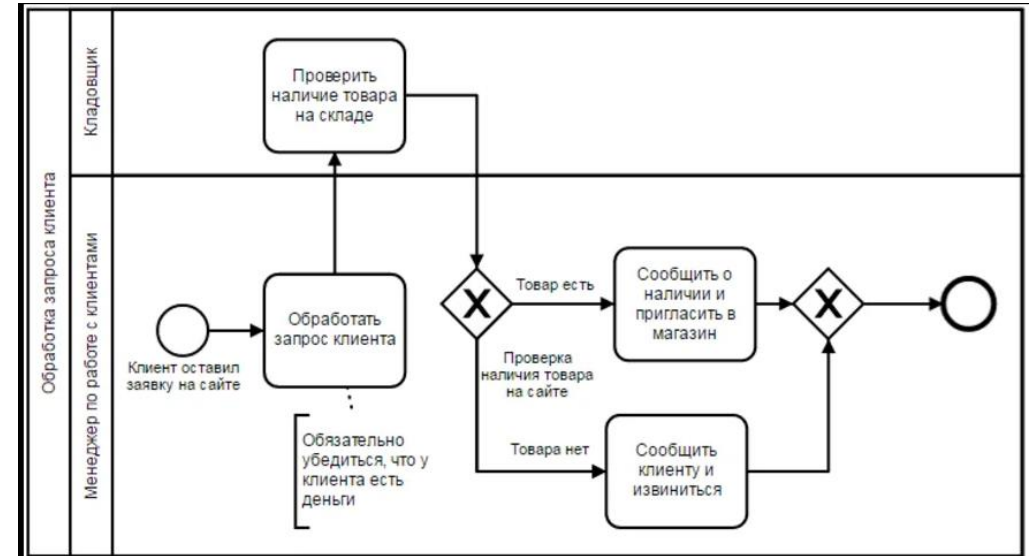 Обработка запроса клиента
Кладовщик
Менеджер по работе с клиентами
Проверить
наличие товара
на складе
Клиент оставил
заявку на сайте
Обработать
запрос клиента
Обязательно
убедиться, что у
клиента есть
деньги
X
Проверка
наличия товара
на сайте
Товар есть
Сообщить о
наличии и
пригласить в
магазин
Товара нет
Сообщить
клиенту и
извиниться
X